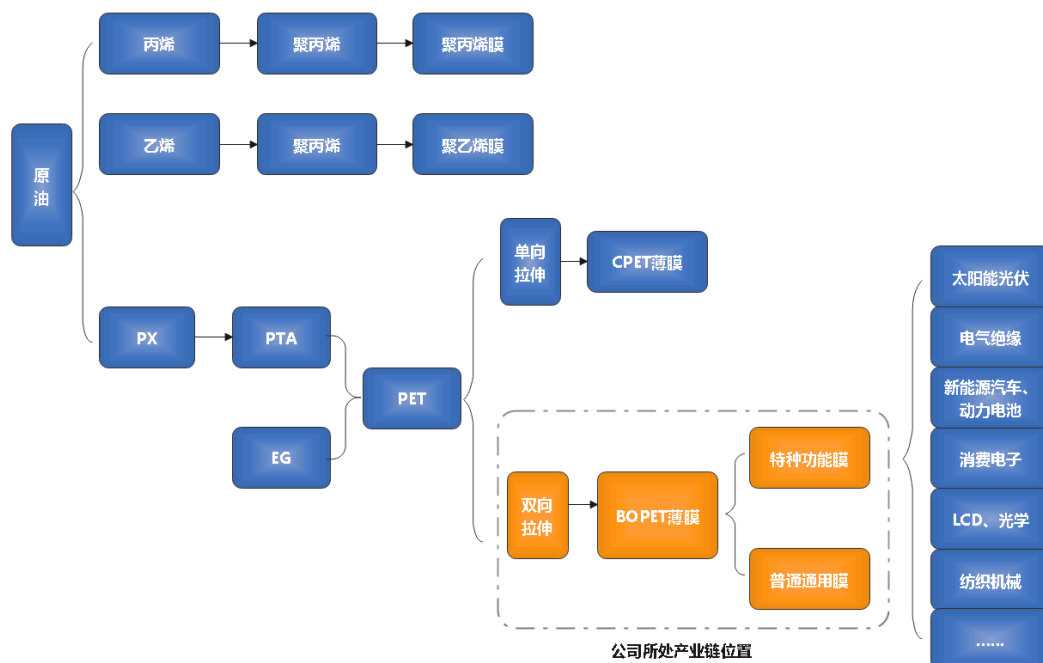 丙烯
聚丙烯
聚丙烯膜
乙烯
聚丙烯
聚乙烯膜
原
油
单向
拉伸
CPET薄膜
PX
PTA
EG
PET
双向
拉伸
BOPET薄膜
特种功能膜
普通通用膜
太阳能光伏
电气绝缘
新能源汽车、
动力电池
消费电子
LCD、光学
纺织机械
......
公司所处产业链位置